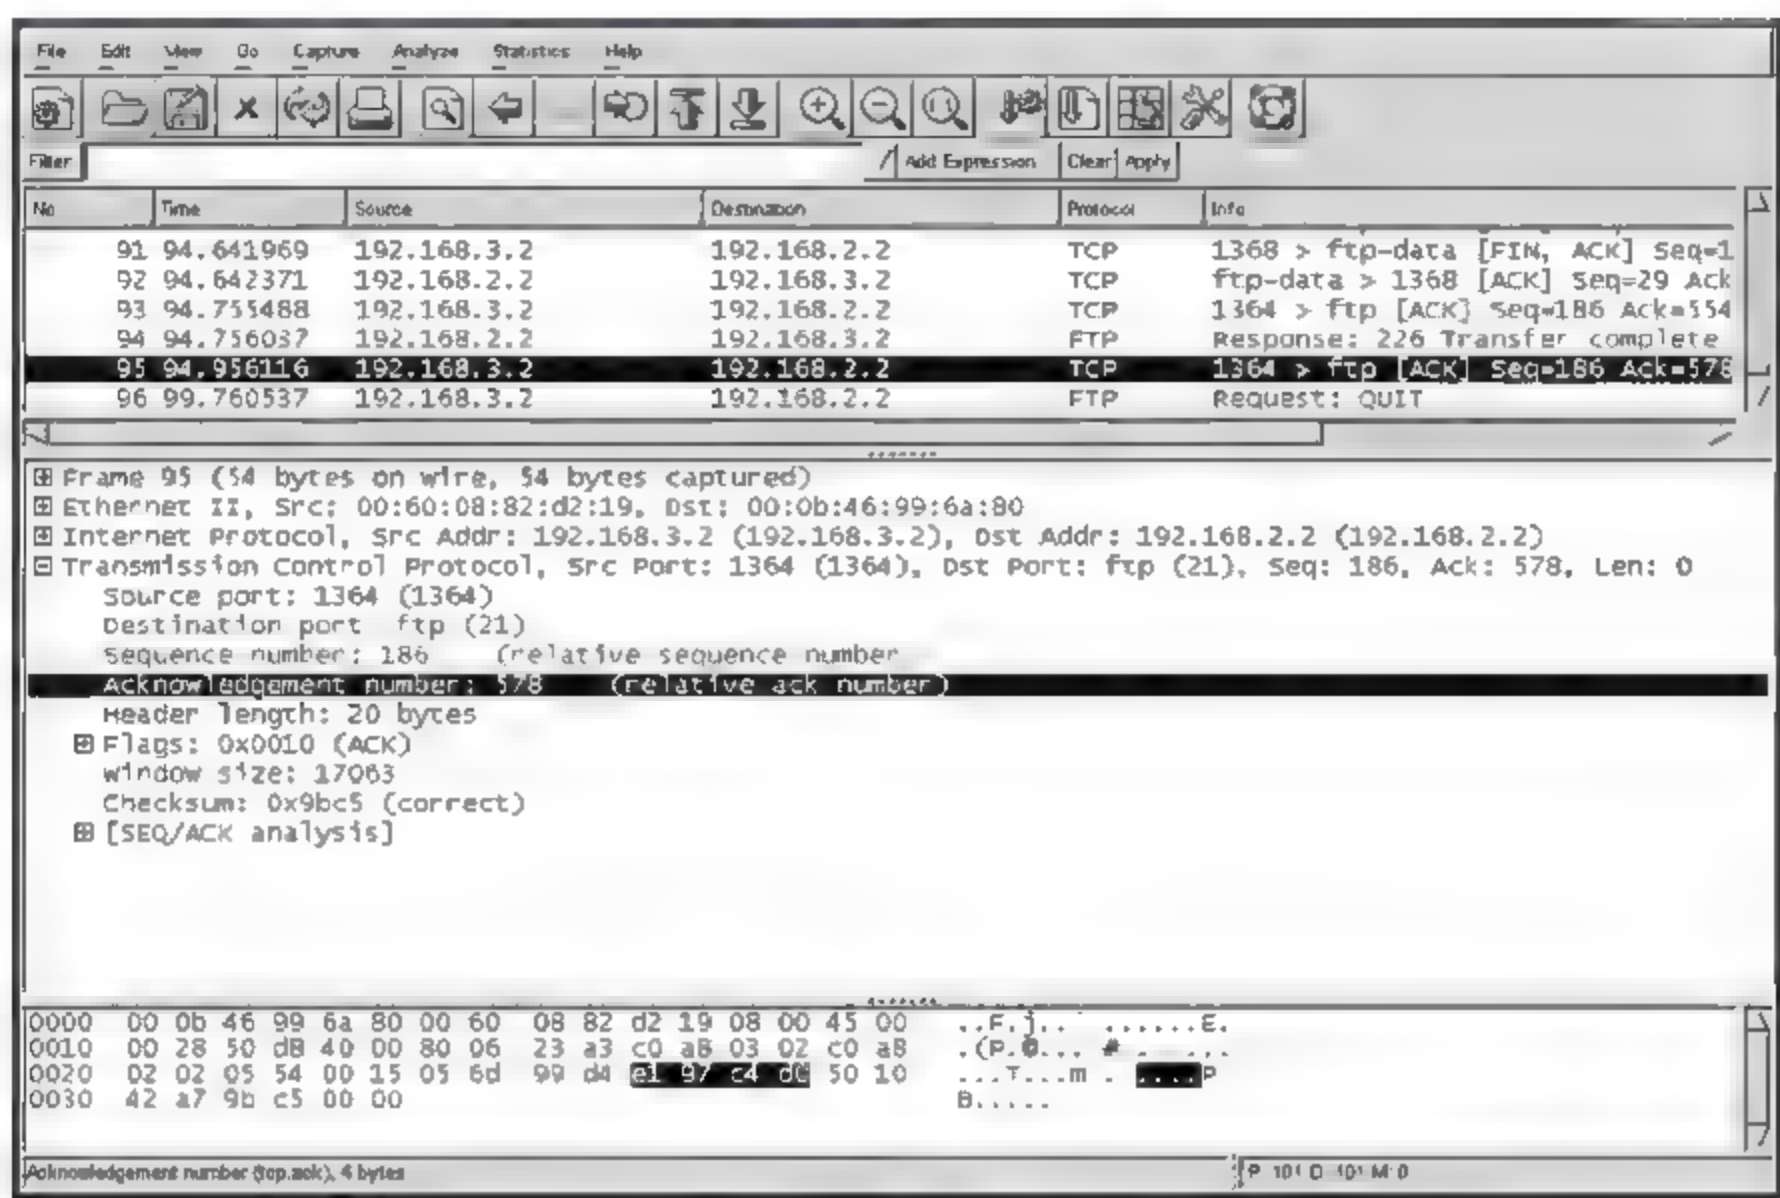 File Edit View Go Capture Analyze Statistics Help
Filter Add Expression Clear Apply
No Time Source Destination Protocol Info
91 94.641969 192.168.3.2 192.168.2.2 TCP 1368 > ftp-data [FIN, ACK] Seq=1
92 94.642371 192.168.2.2 192.168.3.2 TCP ftp-data > 1368 [ACK] Seq=29 Ack
93 94.755488 192.168.3.2 192.168.2.2 TCP 1364 > ftp [ACK] Seq=186 Ack=554
94 94.756037 192.168.2.2 192.168.3.2 FTP Response: 226 Transfer complete
95 94.956116 192.168.3.2 192.168.2.2 TCP 1364 > ftp [ACK] Seq=186 Ack=578
96 99.760537 192.168.3.2 192.168.2.2 FTP Request: QUIT
Frame 95 (54 bytes on wire, 54 bytes captured)
Ethernet II, Src: 00:60:08:82:d2:19, Dst: 00:0b:46:99:6a:80
Internet Protocol, Src Addr: 192.168.3.2 (192.168.3.2), Dst Addr: 192.168.2.2 (192.168.2.2)
Transmission Control Protocol, Src Port: 1364 (1364), Dst Port: ftp (21), Seq: 186, Ack: 578, Len: 0
Source port: 1364 (1364)
Destination port ftp (21)
Sequence number: 186 (relative sequence number
Acknowledgement number: 578 (relative ack number)
Header length: 20 bytes
Flags: 0x0010 (ACK)
Window size: 17063
Checksum: 0x9bc5 (correct)
[SEQ/ACK analysis]
0000 00 0b 46 99 6a 80 00 60 08 82 d2 19 08 00 45 00 ..F.j..` ......E.
0010 00 28 50 d8 40 00 80 06 23 a3 c0 a8 03 02 c0 a8 .(P.@... #.......
0020 02 02 05 54 00 15 05 6d 99 d4 e1 97 c4 50 10 ...T...m . ....P
0030 42 a7 9b c5 00 00 B.....
Acknowledgement number (tcp.ack), 4 bytes P 101 D 101 M: 0